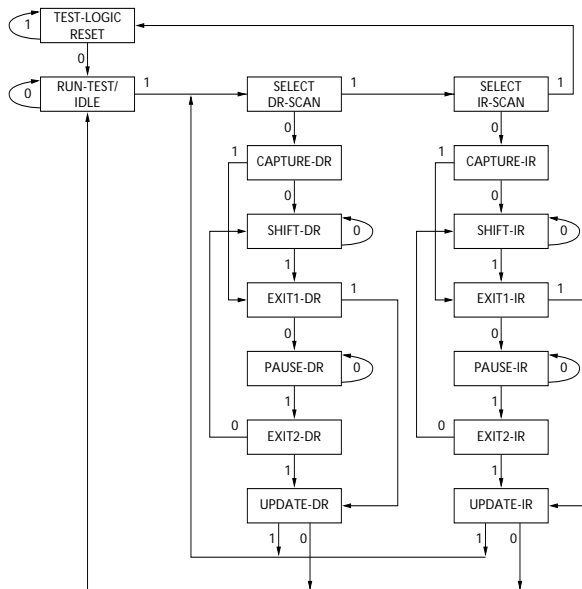 1
TEST-LOGIC
RESET
0
0
RUN-TEST/
IDLE
1
SELECT
DR-SCAN
1
SELECT
IR-SCAN
1
0
0
1
CAPTURE-DR
1
CAPTURE-IR
0
0
SHIFT-DR
0
SHIFT-IR
0
1
1
EXIT1-DR
1
EXIT1-IR
1
0
0
PAUSE-DR
0
PAUSE-IR
0
1
1
0
EXIT2-DR
0
EXIT2-IR
1
1
UPDATE-DR
UPDATE-IR
1
0
1
0